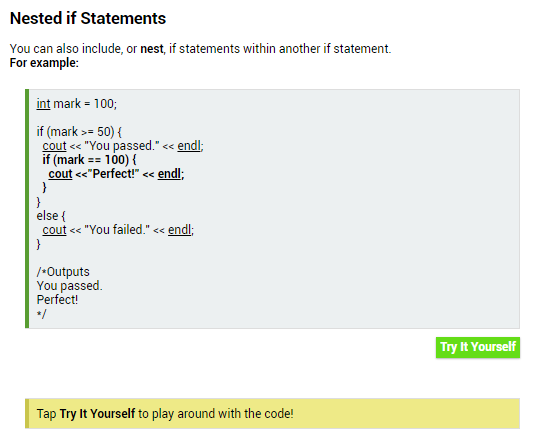 Nested if Statements
You can also include, or nest, if statements within another if statement.
For example:
int mark = 100;
if (mark >= 50) {
cout << "You passed." << endl;
if (mark == 100) {
cout <<"Perfect!" << endl;
}
}
else {
cout << "You failed." << endl;
}
/*Outputs
You passed.
Perfect!
*/
Try It Yourself
Tap Try It Yourself to play around with the code!